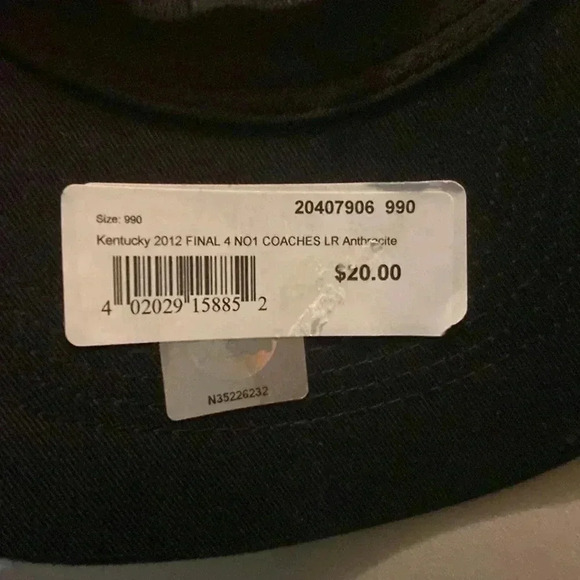 20407906 990
Size: 990
Kentucky 2012 FINAL 4 NO1 COACHES LR Anthracite
$20.00
4 02029 15885 2
N35226232